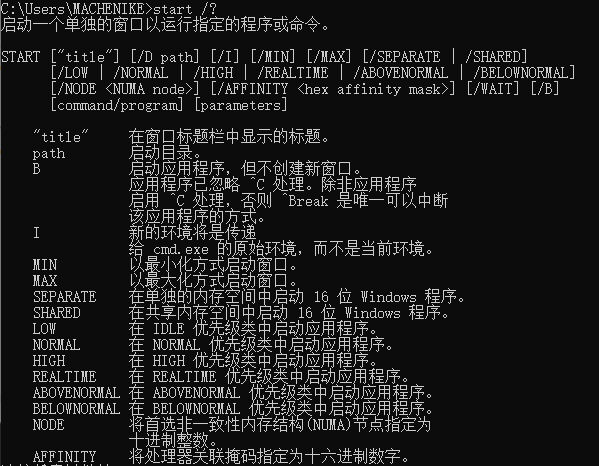 C:\Users\MACHENIKE>start /?
启动一个单独的窗口以运行指定的程序或命令。
START ["title"] [/D path] [/I] [/MIN] [/MAX] [/SEPARATE | /SHARED]
[/LOW | /NORMAL | /HIGH | /REALTIME | /ABOVENORMAL | /BELOWNORMAL]
[/NODE <NUMA node>] [/AFFINITY <hex affinity mask>] [/WAIT] [/B]
[command/program] [parameters]
"title" 在窗口标题栏中显示的标题。
path 启动目录。
B 启动应用程序，但不创建新窗口。
应用程序已忽略 ^C 处理。除非应用程序
启用 ^C 处理，否则 ^Break 是唯一可以中断
该应用程序的方式。
I 新的环境将是传递
给 cmd.exe 的原始环境，而不是当前环境。
MIN 以最小化方式启动窗口。
MAX 以最大化方式启动窗口。
SEPARATE 在单独的内存空间中启动 16 位 Windows 程序。
SHARED 在共享内存空间中启动 16 位 Windows 程序。
LOW 在 IDLE 优先级类中启动应用程序。
NORMAL 在 NORMAL 优先级类中启动应用程序。
HIGH 在 HIGH 优先级类中启动应用程序。
REALTIME 在 REALTIME 优先级类中启动应用程序。
ABOVENORMAL 在 ABOVENORMAL 优先级类中启动应用程序。
BELOWNORMAL 在 BELOWNORMAL 优先级类中启动应用程序。
NODE 将首选非一致性内存结构(NUMA)节点指定为
十进制整数。
AFFINITY 将处理器关联掩码指定为十六进制数字。